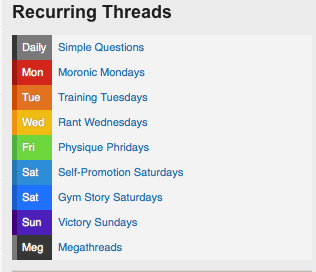 Recurring Threads
Daily Simple Questions
Mon Moronic Mondays
Tue Training Tuesdays
Wed Rant Wednesdays
Fri Physique Phridays
Sat Self-Promotion Saturdays
Sat Gym Story Saturdays
Sun Victory Sundays
Meg Megathreads